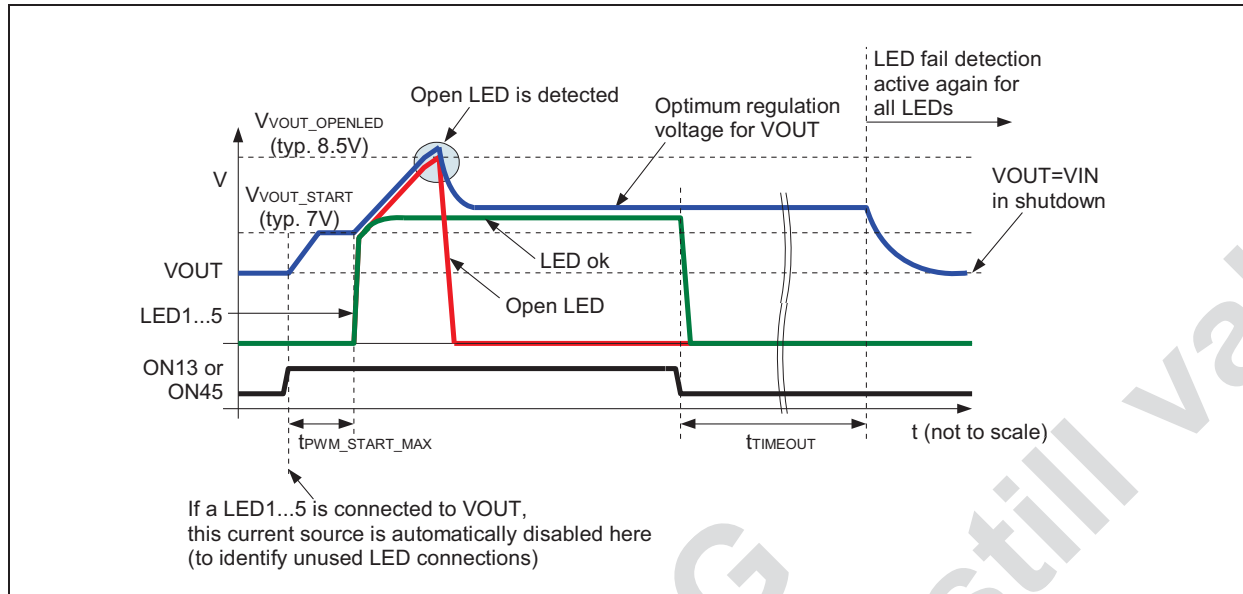 LED fail detection
active again for
all LEDs
Open LED is detected
Optimum regulation
voltage for VOUT
VVOUT_OPENLED
(typ. 8.5V)
V
VVOUT_START
(typ. 7V)
VOUT=VIN
in shutdown
VOUT
LED ok
Open LED
LED1...5
ON13 or
ON45
tPWM_START_MAX
tTIMEOUT
t (not to scale)
If a LED1...5 is connected to VOUT,
this current source is automatically disabled here
(to identify unused LED connections)
G
still va